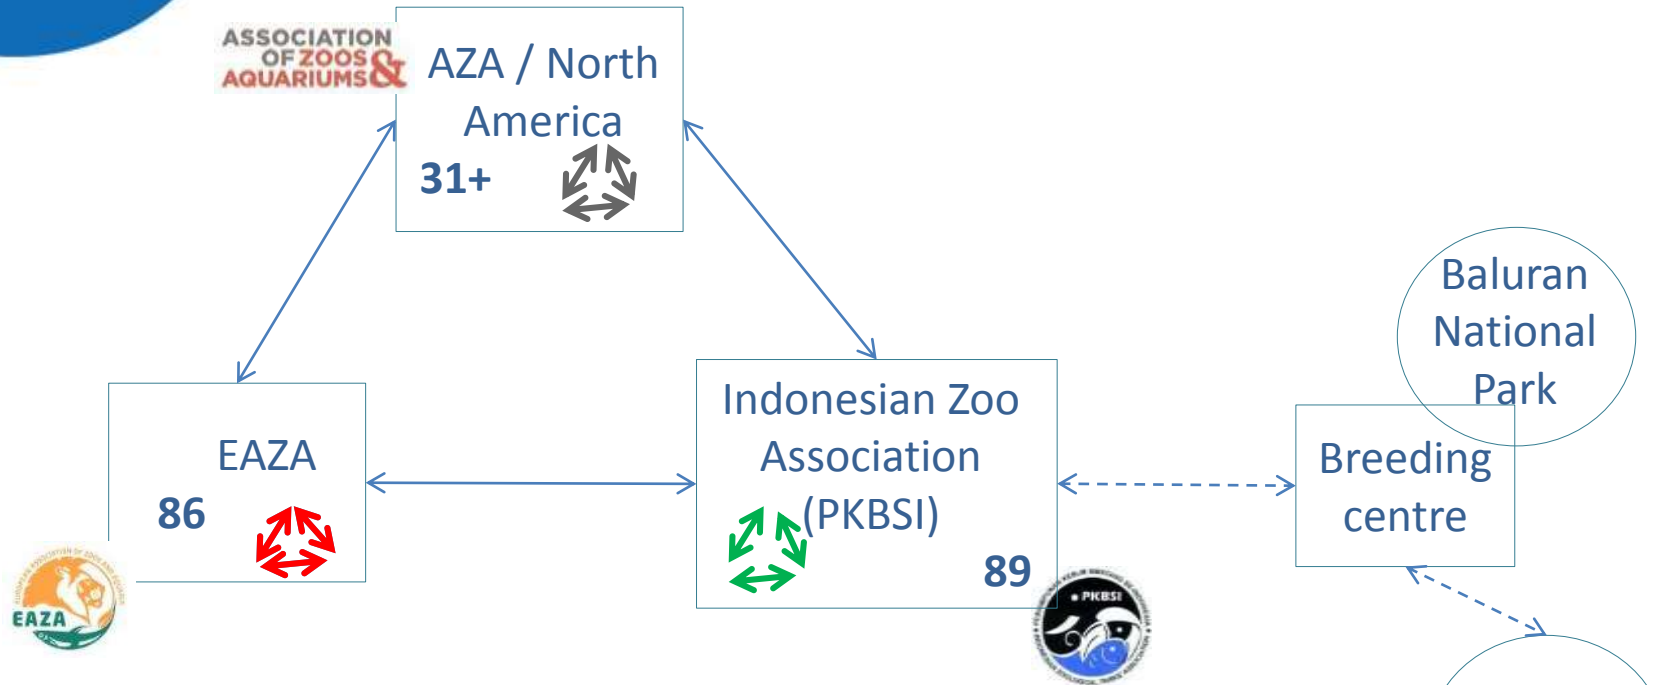 ASSOCIATION
OF ZOOS &
AQUARIUMS
AZA / North
America
31+
Baluran
National
Park
EAZA
86
Indonesian Zoo
Association
(PKBSI)
89
Breeding
centre
EAZA
• PKBSI